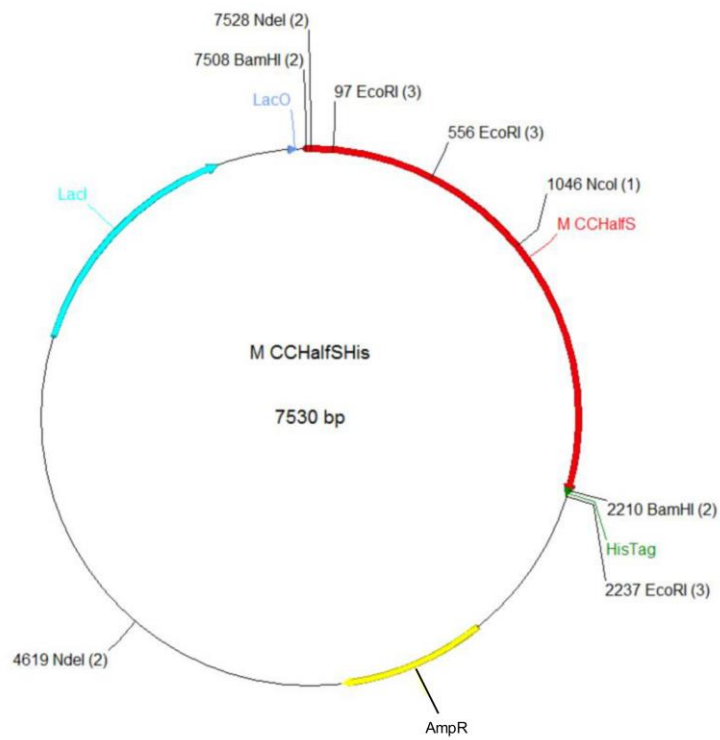 7528 NdeI (2)
7508 BamHI (2)
LacO
97 EcoRI (3)
556 EcoRI (3)
1046 NcoI (1)
M CCHalfS
LacI
M CCHalfSHis
7530 bp
2210 BamHI (2)
HisTag
2237 EcoRI (3)
4619 NdeI (2)
AmpR